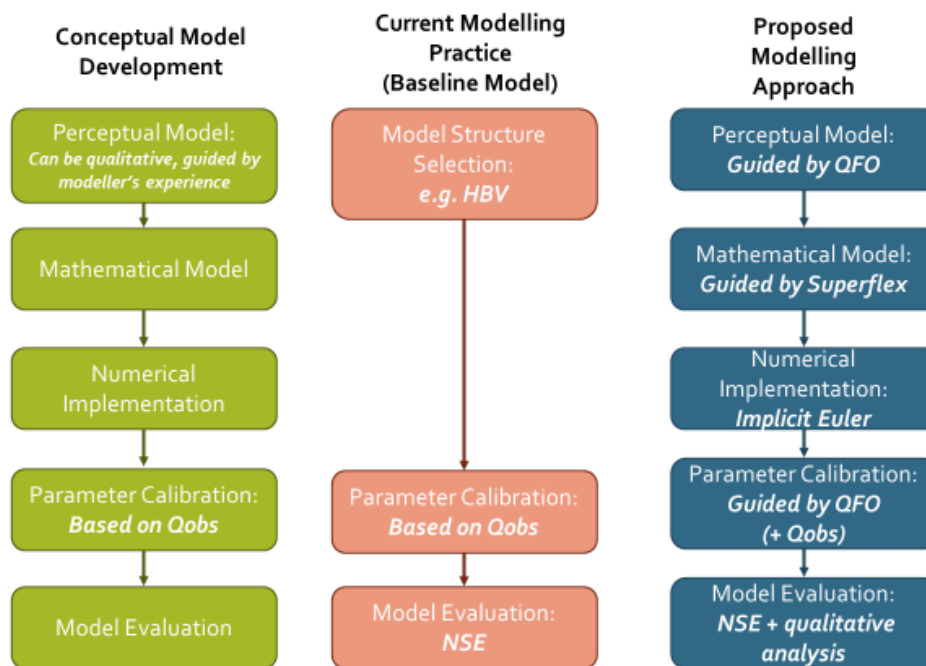 Conceptual Model
Development
Perceptual Model:
Can be qualitative, guided by
modeller's experience
Mathematical Model
Numerical
Implementation
Parameter Calibration:
Based on Qobs
Model Evaluation
Current Modelling
Practice
(Baseline Model)
Model Structure
Selection:
e.g. HBV
Parameter Calibration:
Based on Qobs
Model Evaluation:
NSE
Proposed
Modelling
Approach
Perceptual Model:
Guided by QFO
Mathematical Model:
Guided by Superflex
Numerical
Implementation:
Implicit Euler
Parameter Calibration:
Guided by QFO
(+ Qobs)
Model Evaluation:
NSE + qualitative
analysis